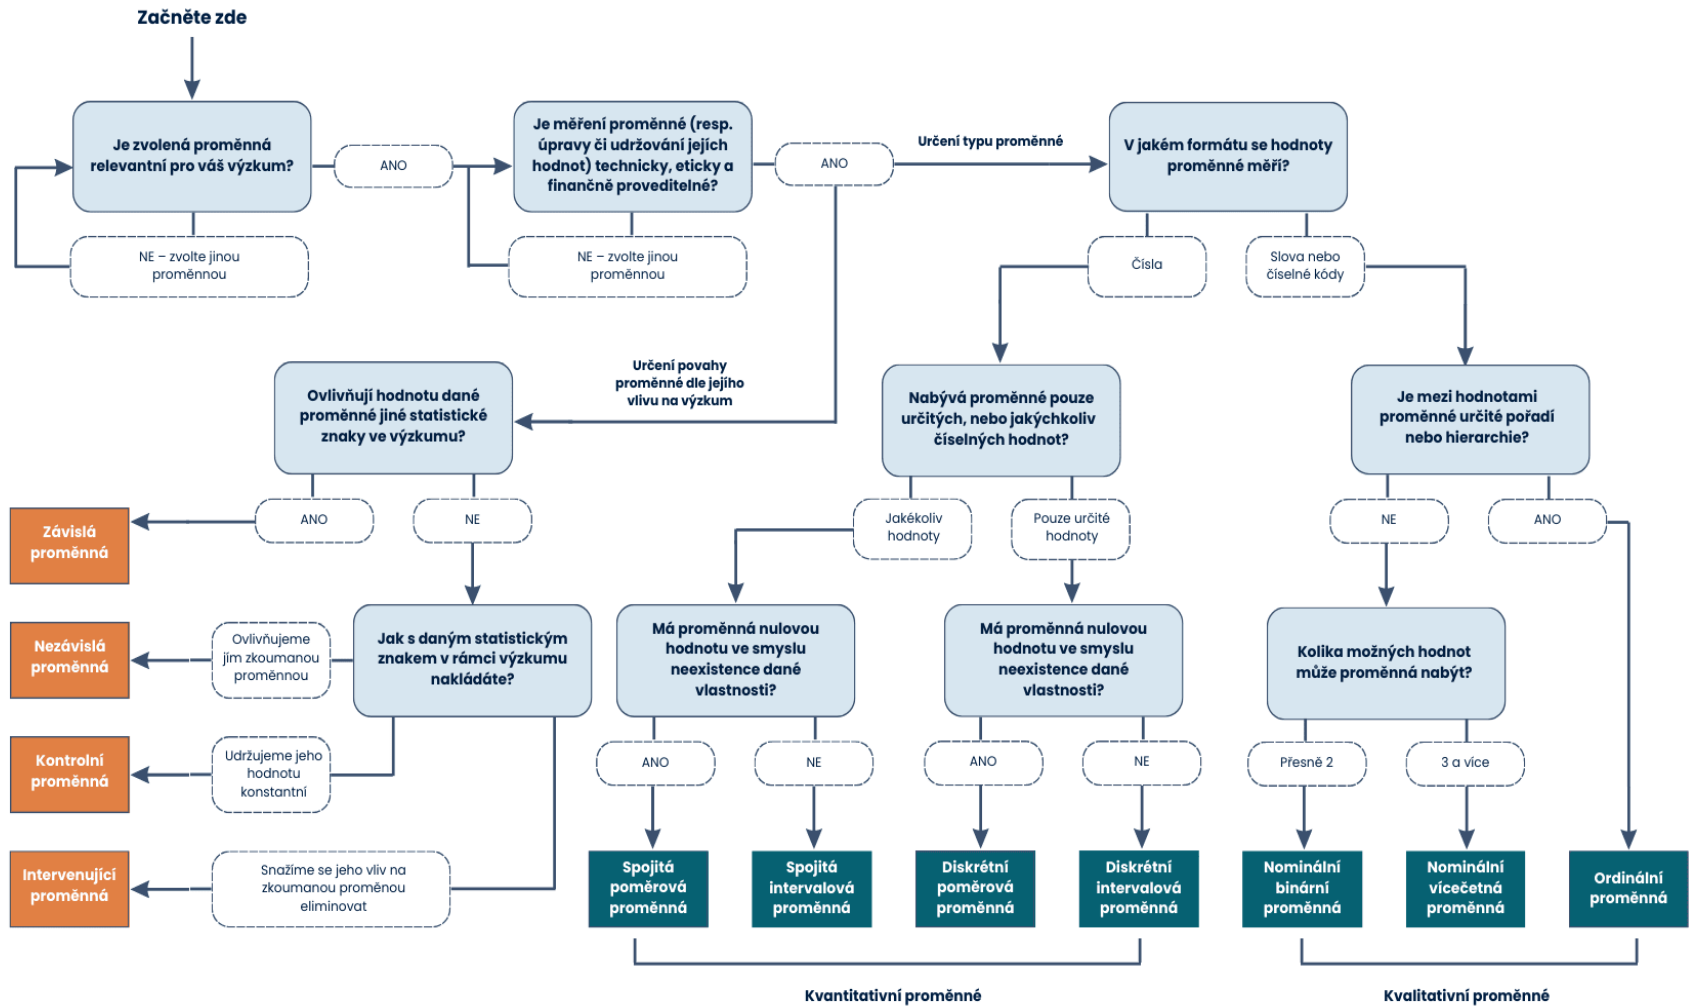 Začněte zde
Je zvolená proměnná
relevantní pro váš výzkum?
ANO
NE – zvolte jinou
proměnnou
Je měření proměnné (resp.
úpravy či udržování jejích
hodnot) technicky, eticky a
finančně proveditelné?
ANO
NE – zvolte jinou
proměnnou
Určení typu proměnné
V jakém formátu se hodnoty
proměnné měří?
Čísla
Slova nebo
číselné kódy
Určení povahy
proměnné dle jejího
vlivu na výzkum
Ovlivňují hodnotu dané
proměnné jiné statistické
znaky ve výzkumu?
ANO
NE
Závislá
proměnná
Jak s daným statistickým
znakem v rámci výzkumu
nakládáte?
Ovlivňujeme
jím zkoumanou
proměnnou
Nezávislá
proměnná
Udržujeme jeho
hodnotu
konstantní
Kontrolní
proměnná
Snažíme se jeho vliv na
zkoumanou proměnou
eliminovat
Intervenující
proměnná
Nabývá proměnné pouze
určitých, nebo jakýchkoliv
číselných hodnot?
Jakékoliv
hodnoty
Pouze určité
hodnoty
Má proměnná nulovou
hodnotu ve smyslu
neexistence dané
vlastnosti?
ANO
NE
Má proměnná nulovou
hodnotu ve smyslu
neexistence dané
vlastnosti?
ANO
NE
Spojitá
poměrová
proměnná
Spojitá
intervalová
proměnná
Diskrétní
poměrová
proměnná
Diskrétní
intervalová
proměnná
Kvantitativní proměnné
Je mezi hodnotami
proměnné určité pořadí
nebo hierarchie?
NE
ANO
Kolika možných hodnot
může proměnná nabýt?
Přesně 2
3 a více
Nominální
binární
proměnná
Nominální
vícečetná
proměnná
Ordinální
proměnná
Kvalitativní proměnné